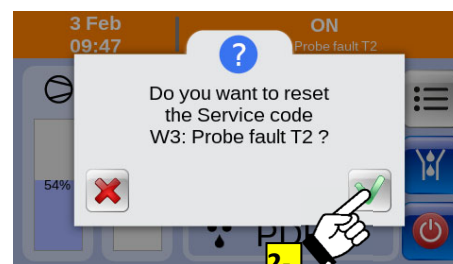 3 Feb
09:47
ON
Probe fault T2
?
Do you want to reset
the Service code
W3: Probe fault T2 ?
54%
2-